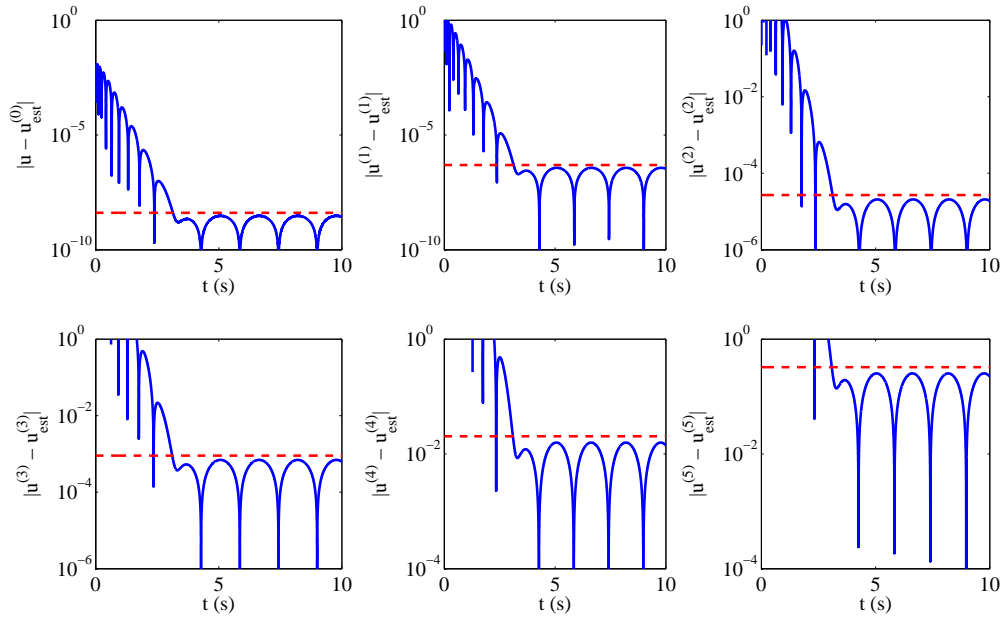 10^0
10^-5
10^-10
|u − u_est^(0)|
0 5 10
t (s)
10^0
10^-5
10^-10
|u^(1) − u_est^(1)|
0 5 10
t (s)
10^0
10^-2
10^-4
10^-6
|u^(2) − u_est^(2)|
0 5 10
t (s)
10^0
10^-2
10^-4
10^-6
|u^(3) − u_est^(3)|
0 5 10
t (s)
10^0
10^-2
10^-4
|u^(4) − u_est^(4)|
0 5 10
t (s)
10^0
10^-2
10^-4
|u^(5) − u_est^(5)|
0 5 10
t (s)